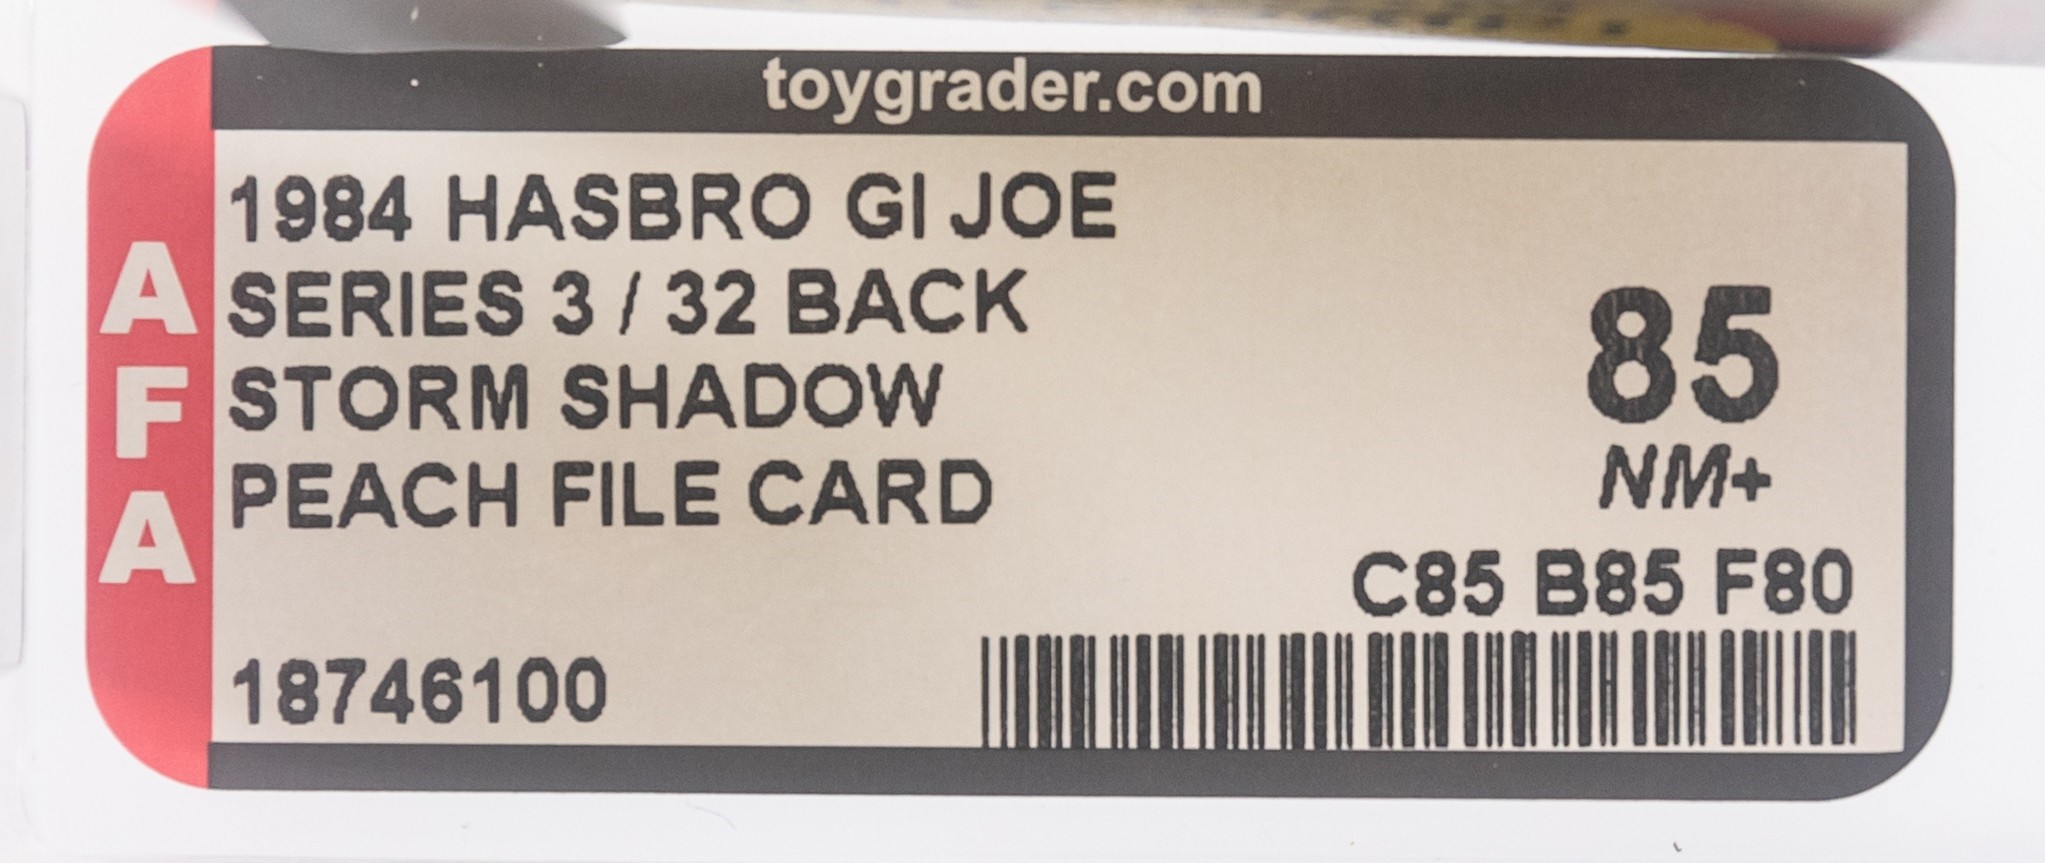 toygrader.com
AFA
1984 HASBRO GI JOE
SERIES 3 / 32 BACK
STORM SHADOW
PEACH FILE CARD
85
NM+
C85 B85 F80
18746100